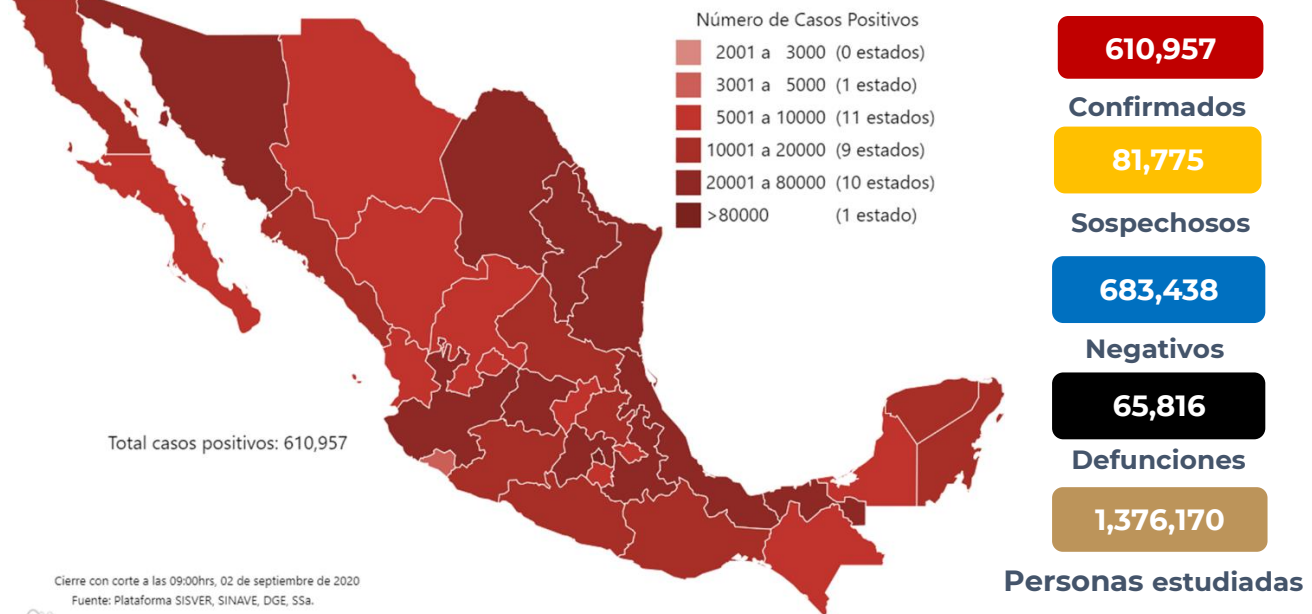 Número de Casos Positivos
2001 a 3000 (0 estados)
3001 a 5000 (1 estado)
5001 a 10000 (11 estados)
10001 a 20000 (9 estados)
20001 a 80000 (10 estados)
>80000 (1 estado)
Total casos positivos: 610,957
Cierre con corte a las 09:00hrs, 02 de septiembre de 2020
Fuente: Plataforma SISVER, SINAVE, DGE, SSa.
610,957
Confirmados
81,775
Sospechosos
683,438
Negativos
65,816
Defunciones
1,376,170
Personas estudiadas